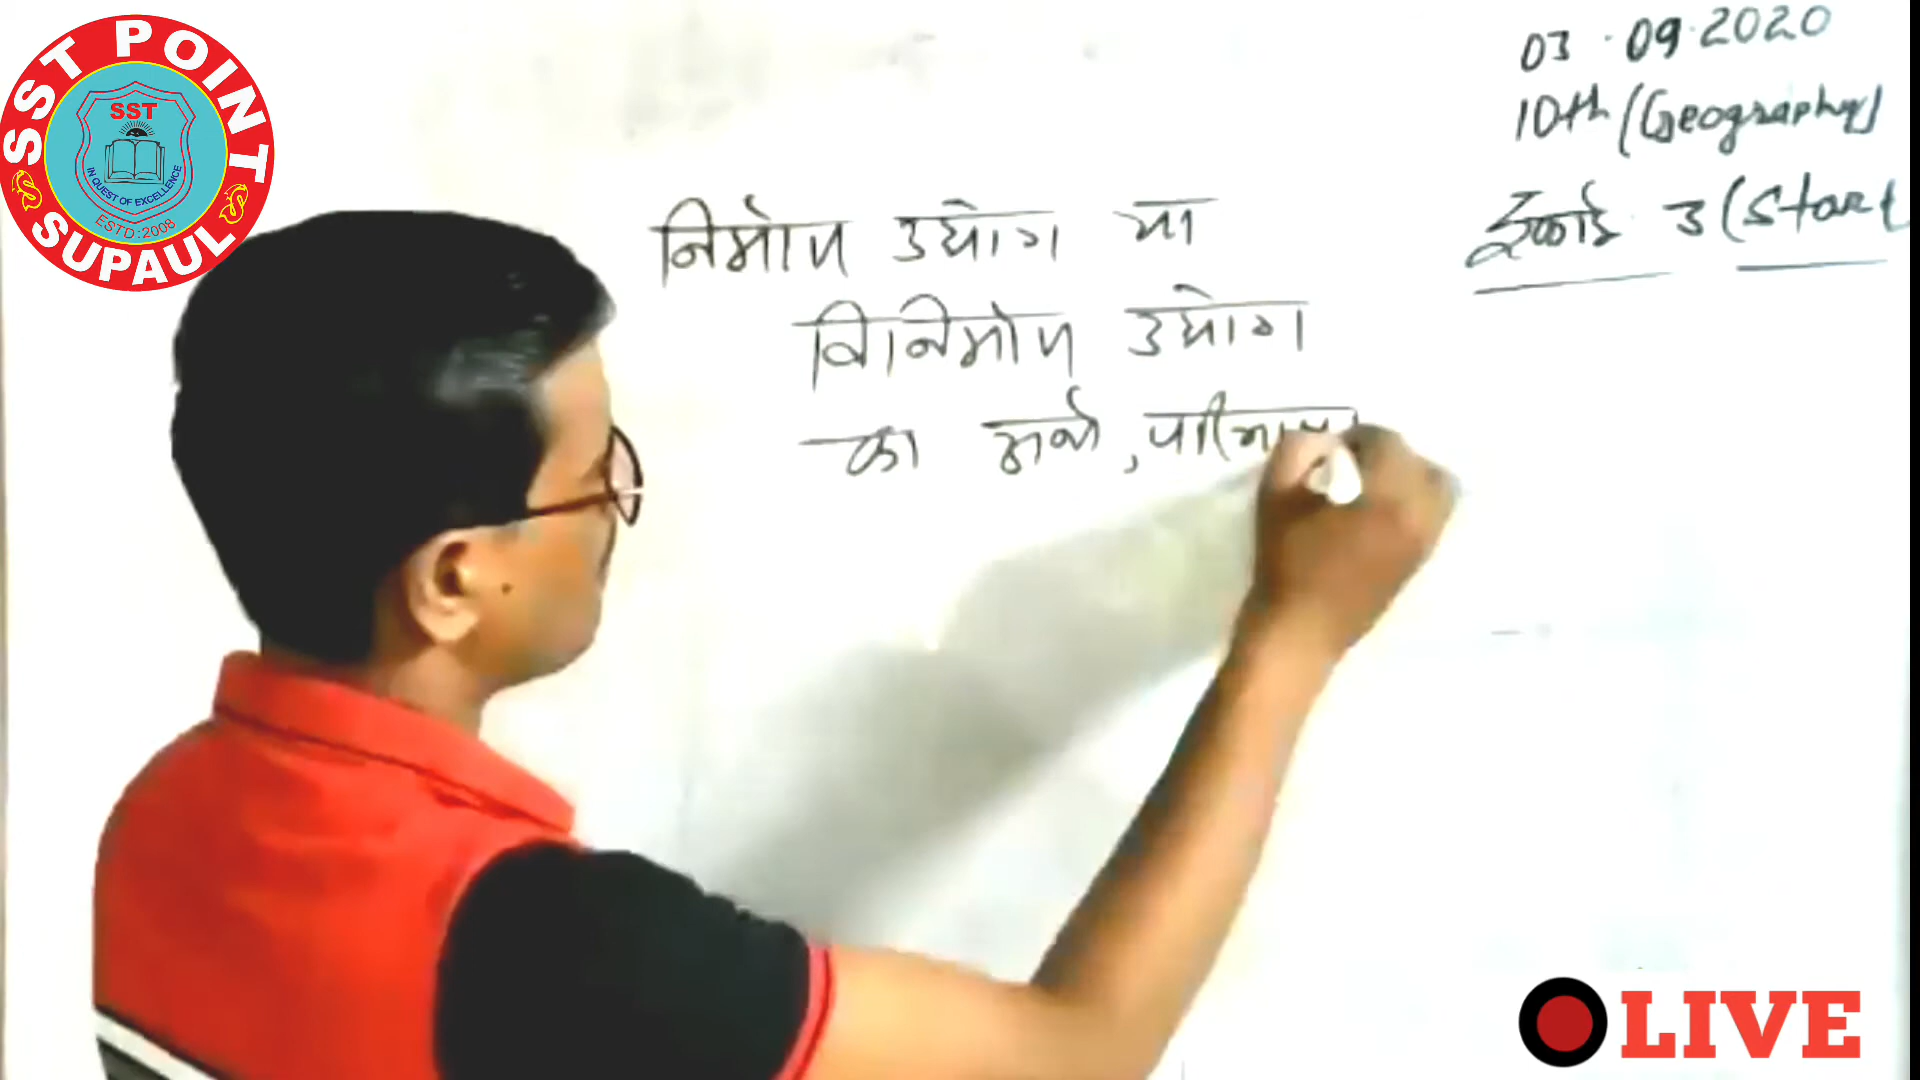 SST POINT
SUPAUL
SST
IN QUEST OF EXCELLENCE
ESTD:2008
03.09.2020
10th (Geography)
इकाई 3 (Start
निर्माण उद्योग या
विनिर्माण उद्योग
का अर्थ, परिभाषा
LIVE